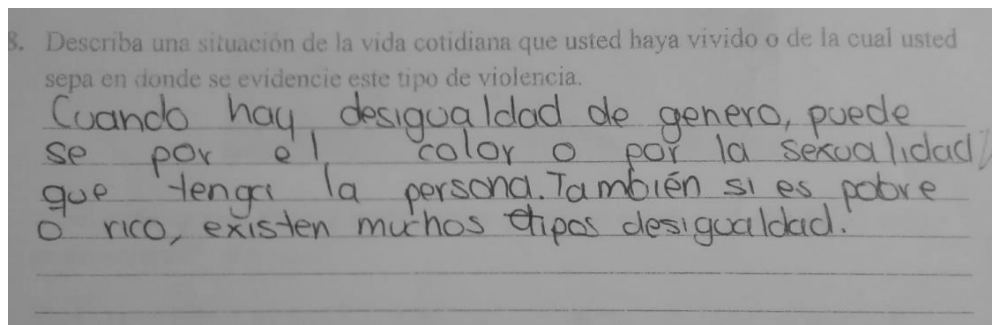 8. Describa una situación de la vida cotidiana que usted haya vivido o de la cual usted
sepa en donde se evidencie este tipo de violencia.
Cuando hay desigualdad de genero, puede
se por el color o por la sexualidad
que tenga la persona. También si es pobre
o rico, existen muchos tipos desigualdad.